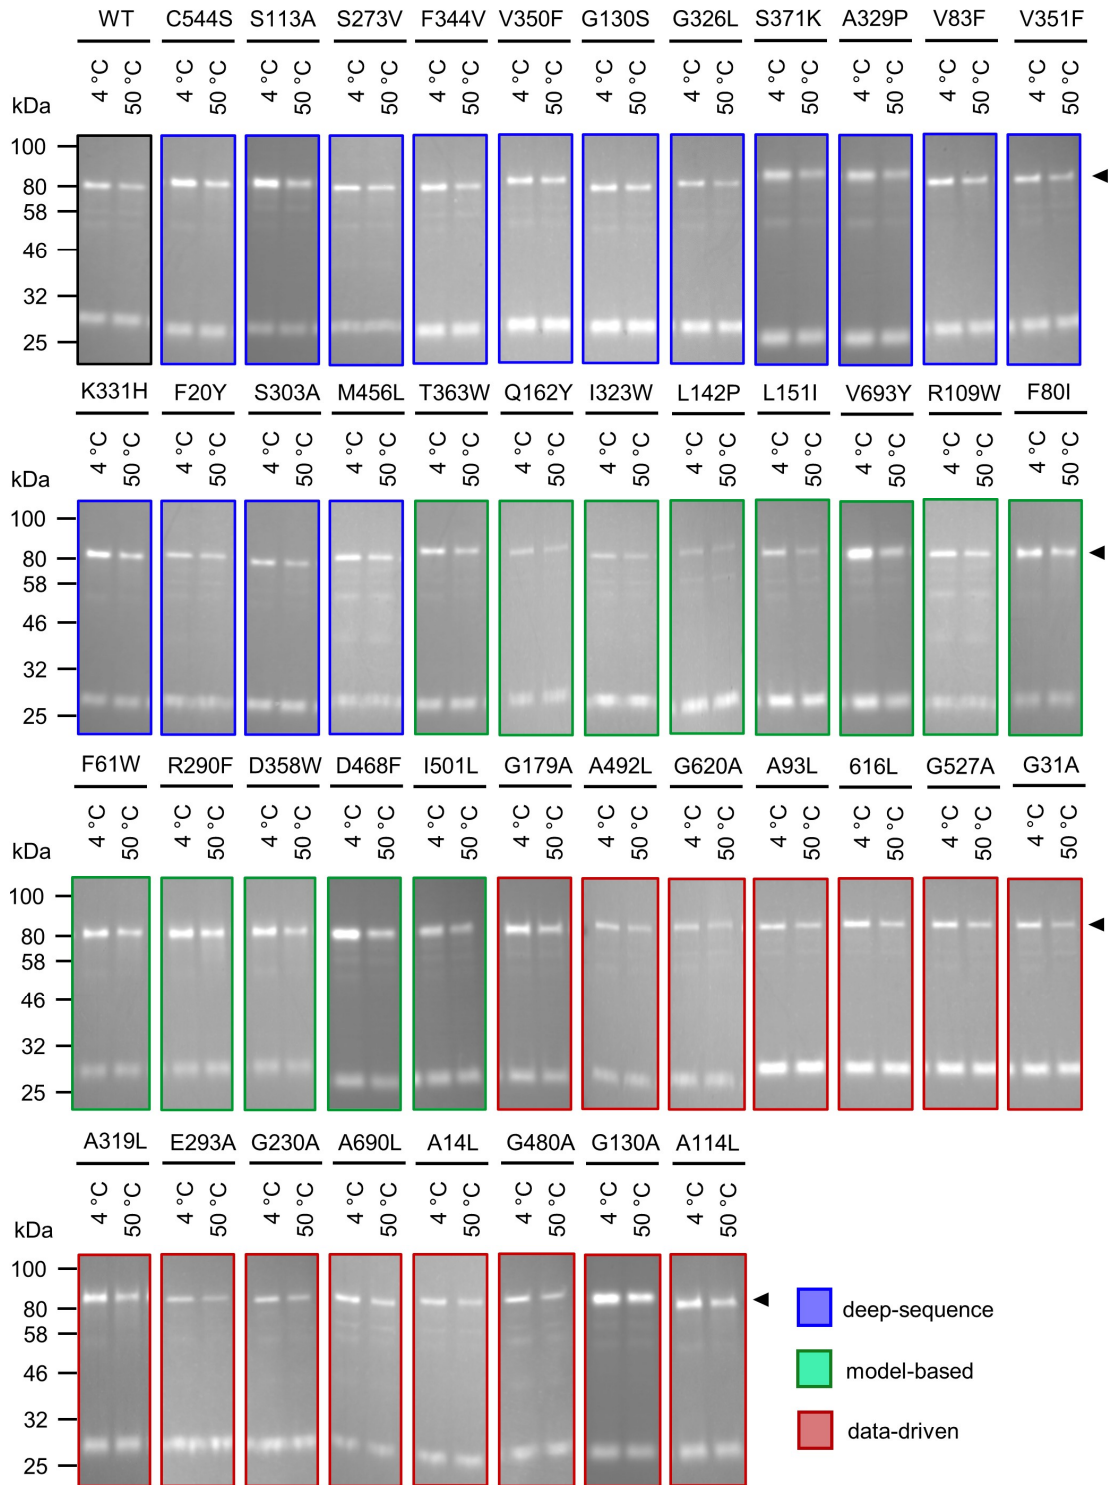 WT C544S S113A S273V F344V V350F G130S G326L S371K A329P V83F V351F
4 °C 50 °C 4 °C 50 °C 4 °C 50 °C 4 °C 50 °C 4 °C 50 °C 4 °C 50 °C 4 °C 50 °C 4 °C 50 °C 4 °C 50 °C 4 °C 50 °C 4 °C 50 °C 4 °C 50 °C
kDa
100
80
58
46
32
25
K331H F20Y S303A M456L T363W Q162Y I323W L142P L151I V693Y R109W F80I
4 °C 50 °C 4 °C 50 °C 4 °C 50 °C 4 °C 50 °C 4 °C 50 °C 4 °C 50 °C 4 °C 50 °C 4 °C 50 °C 4 °C 50 °C 4 °C 50 °C 4 °C 50 °C 4 °C 50 °C
kDa
100
80
58
46
32
25
F61W R290F D358W D468F I501L G179A A492L G620A A93L 616L G527A G31A
4 °C 50 °C 4 °C 50 °C 4 °C 50 °C 4 °C 50 °C 4 °C 50 °C 4 °C 50 °C 4 °C 50 °C 4 °C 50 °C 4 °C 50 °C 4 °C 50 °C 4 °C 50 °C 4 °C 50 °C
kDa
100
80
58
46
32
25
A319L E293A G230A A690L A14L G480A G130A A114L
4 °C 50 °C 4 °C 50 °C 4 °C 50 °C 4 °C 50 °C 4 °C 50 °C 4 °C 50 °C 4 °C 50 °C 4 °C 50 °C
kDa
100
80
58
46
32
25
deep-sequence
model-based
data-driven